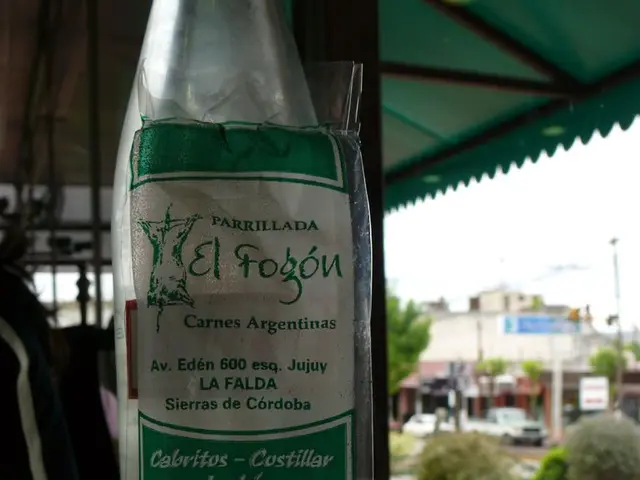 PARRILLADA
El Fogón
Carnes Argentinas
Av. Edén 600 esq. Jujuy
LA FALDA
Sierras de Córdoba
Cabritos - Costillar